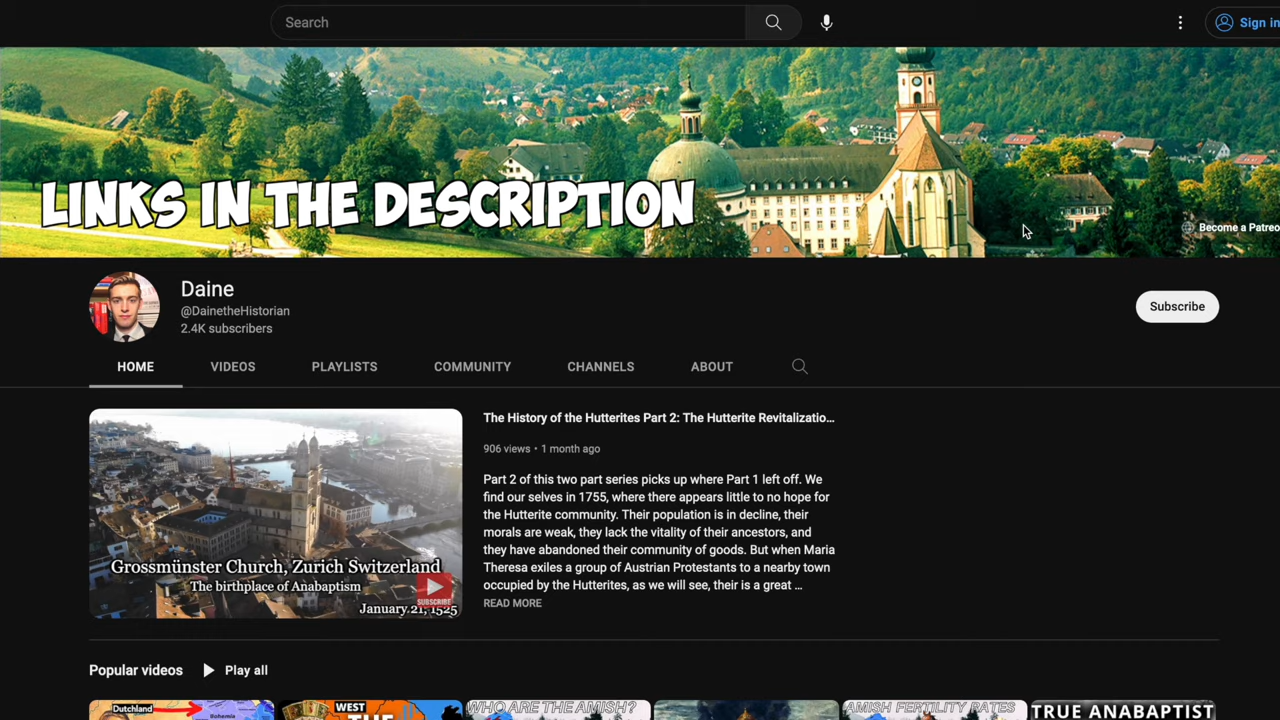 Search
Sign in
LINKS IN THE DESCRIPTION
Become a Patreo
Daine
@DainetheHistorian
2.4K subscribers
Subscribe
HOME VIDEOS PLAYLISTS COMMUNITY CHANNELS ABOUT
Grossmünster Church, Zurich Switzerland
The birthplace of Anabaptism
SUBSCRIBE
January 21, 1525
The History of the Hutterites Part 2: The Hutterite Revitalizatio...
906 views • 1 month ago
Part 2 of this two part series picks up where Part 1 left off. We
find our selves in 1755, where there appears little to no hope for
the Hutterite community. Their population is in decline, their
morals are weak, they lack the vitality of their ancestors, and
they have abandoned their community of goods. But when Maria
Theresa exiles a group of Austrian Protestants to a nearby town
occupied by the Hutterites, as we will see, their is a great ...
READ MORE
Popular videos Play all
Dutchland
Bohemia
WEST
THE
WHO ARE THE AMISH?
AMISH FERTILITY RATES
TRUE ANABAPTIST